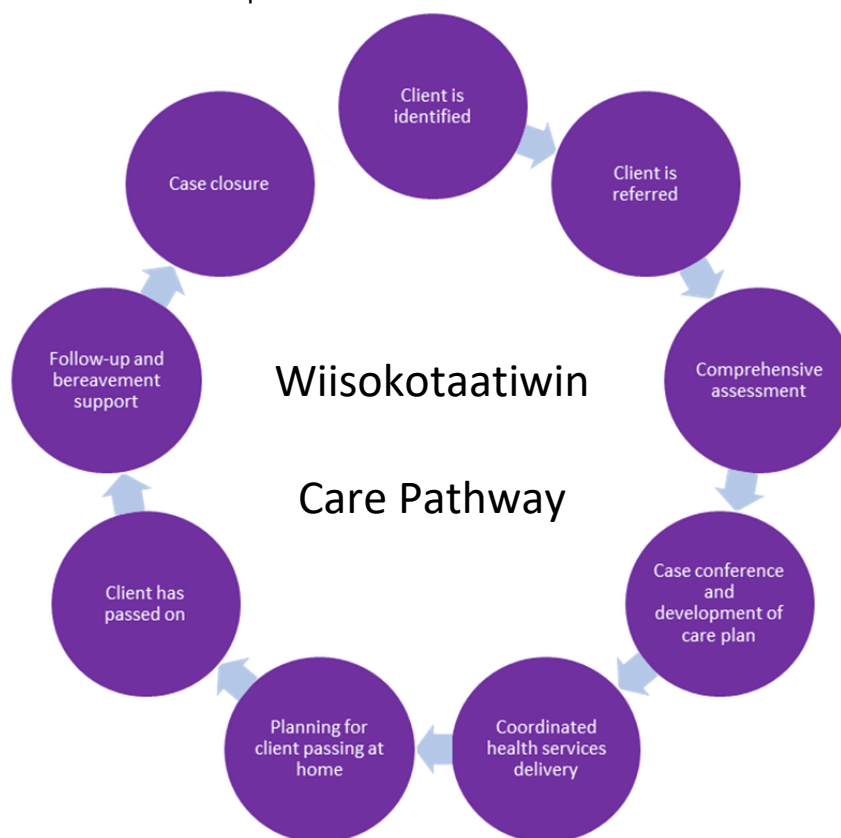 Client is
identified
Client is
referred
Comprehensive
assessment
Case conference
and
development of
care plan
Coordinated
health services
delivery
Planning for
client passing at
home
Client has
passed on
Follow-up and
bereavement
support
Case closure
Wiisokotaatiwin
Care Pathway